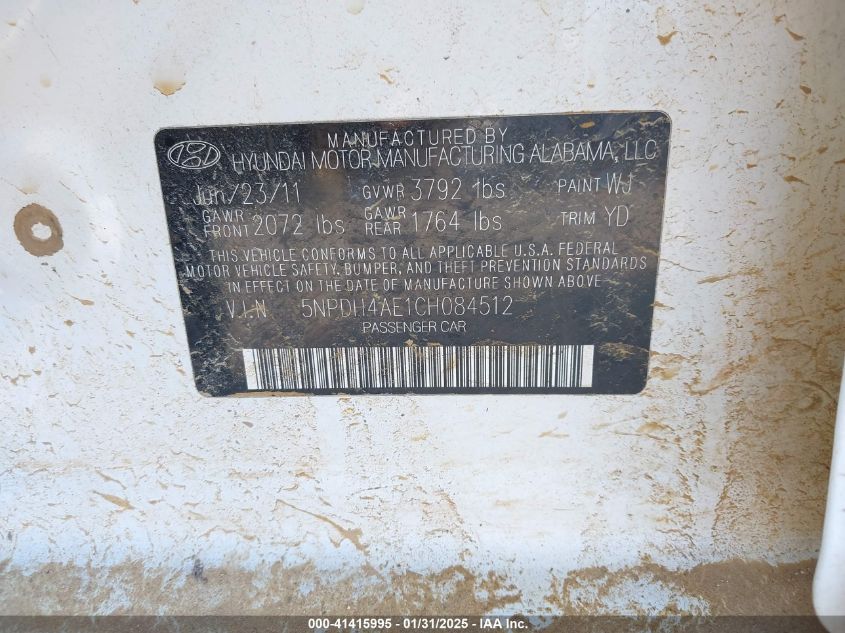 MANUFACTURED BY
HYUNDAI MOTOR MANUFACTURING ALABAMA, LLC
Jun/23/11 GVWR 3792 lbs PAINT WJ
GAWR FRONT 2072 lbs GAWR REAR 1764 lbs TRIM YD
THIS VEHICLE CONFORMS TO ALL APPLICABLE U.S.A. FEDERAL
MOTOR VEHICLE SAFETY, BUMPER, AND THEFT PREVENTION STANDARDS
IN EFFECT ON THE DATE OF MANUFACTURE SHOWN ABOVE
V.I.N 5NPDH4AE1CH084512
PASSENGER CAR
000-41415995 - 01/31/2025 - IAA Inc.